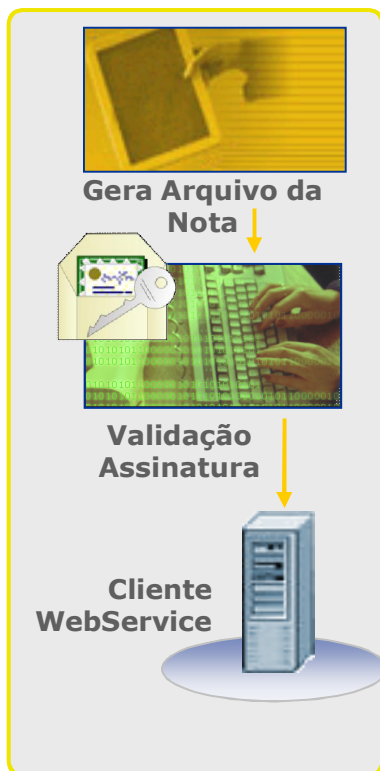 Gera Arquivo da
Nota
Validação
Assinatura
Cliente
WebService